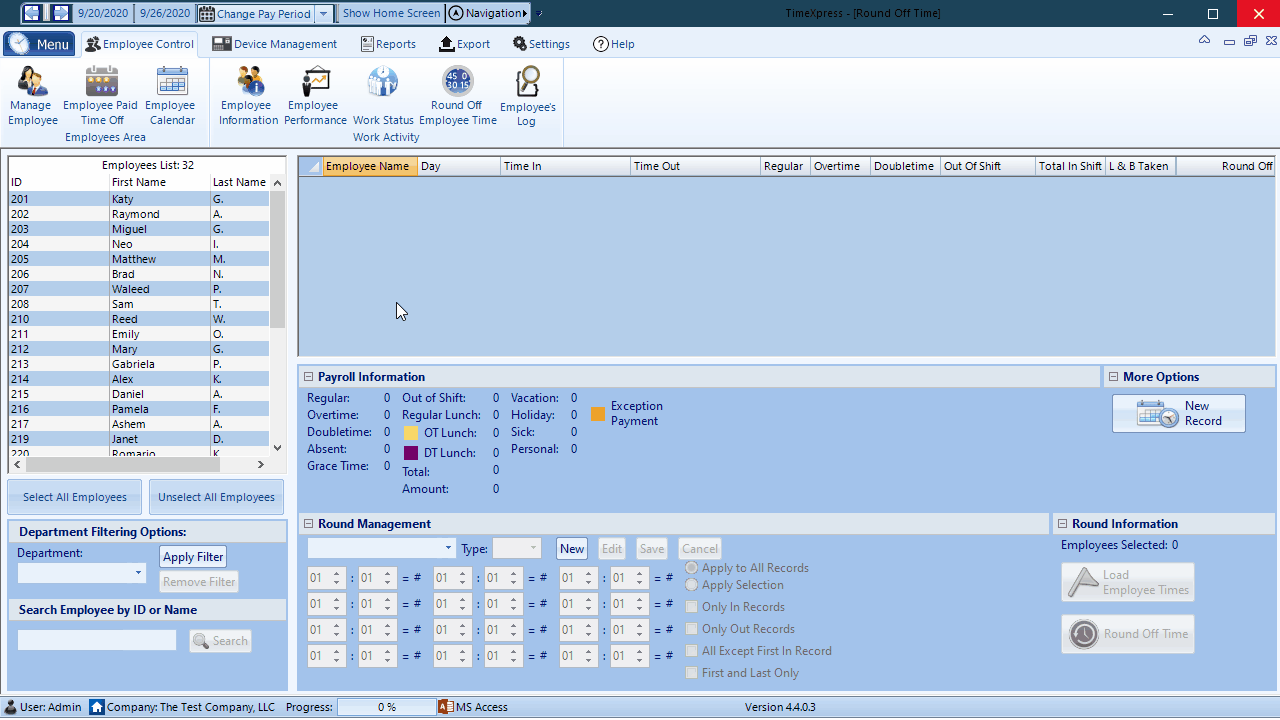 9/20/2020 9/26/2020 Change Pay Period Show Home Screen Navigation TimeXpress - [Round Off Time]
Menu Employee Control Device Management Reports Export Settings Help
Manage Employee
Employee Paid Time Off
Employee Calendar
Employees Area
Employee Information
Employee Performance
Work Status
45 0 30 15
Round Off Employee Time
Employee's Log
Work Activity
Employees List: 32
ID First Name Last Name
201 Katy G.
202 Raymond A.
203 Miguel G.
204 Neo I.
205 Matthew M.
206 Brad N.
207 Waleed P.
208 Sam T.
210 Reed W.
211 Emily O.
212 Mary G.
213 Gabriela P.
214 Alex K.
215 Daniel A.
216 Pamela F.
217 Ashem A.
219 Janet D.
220 Romario K.
Select All Employees Unselect All Employees
Department Filtering Options:
Department: Apply Filter
Remove Filter
Search Employee by ID or Name
Search
Employee Name Day Time In Time Out Regular Overtime Doubletime Out Of Shift Total In Shift L & B Taken Round Off
Payroll Information
Regular: 0 Out of Shift: 0 Vacation: 0
Overtime: 0 Regular Lunch: 0 Holiday: 0
Doubletime: 0 OT Lunch: 0 Sick: 0
Absent: 0 DT Lunch: 0 Personal: 0
Grace Time: 0 Total: 0
Amount: 0
Exception Payment
More Options
New Record
Round Management
Type: New Edit Save Cancel
01 : 01 = # 01 : 01 = # 01 : 01 = #
01 : 01 = # 01 : 01 = # 01 : 01 = #
01 : 01 = # 01 : 01 = # 01 : 01 = #
01 : 01 = # 01 : 01 = # 01 : 01 = #
Apply to All Records
Apply Selection
Only In Records
Only Out Records
All Except First In Record
First and Last Only
Round Information
Employees Selected: 0
Load Employee Times
Round Off Time
User: Admin Company: The Test Company, LLC Progress: 0 % MS Access Version 4.4.0.3